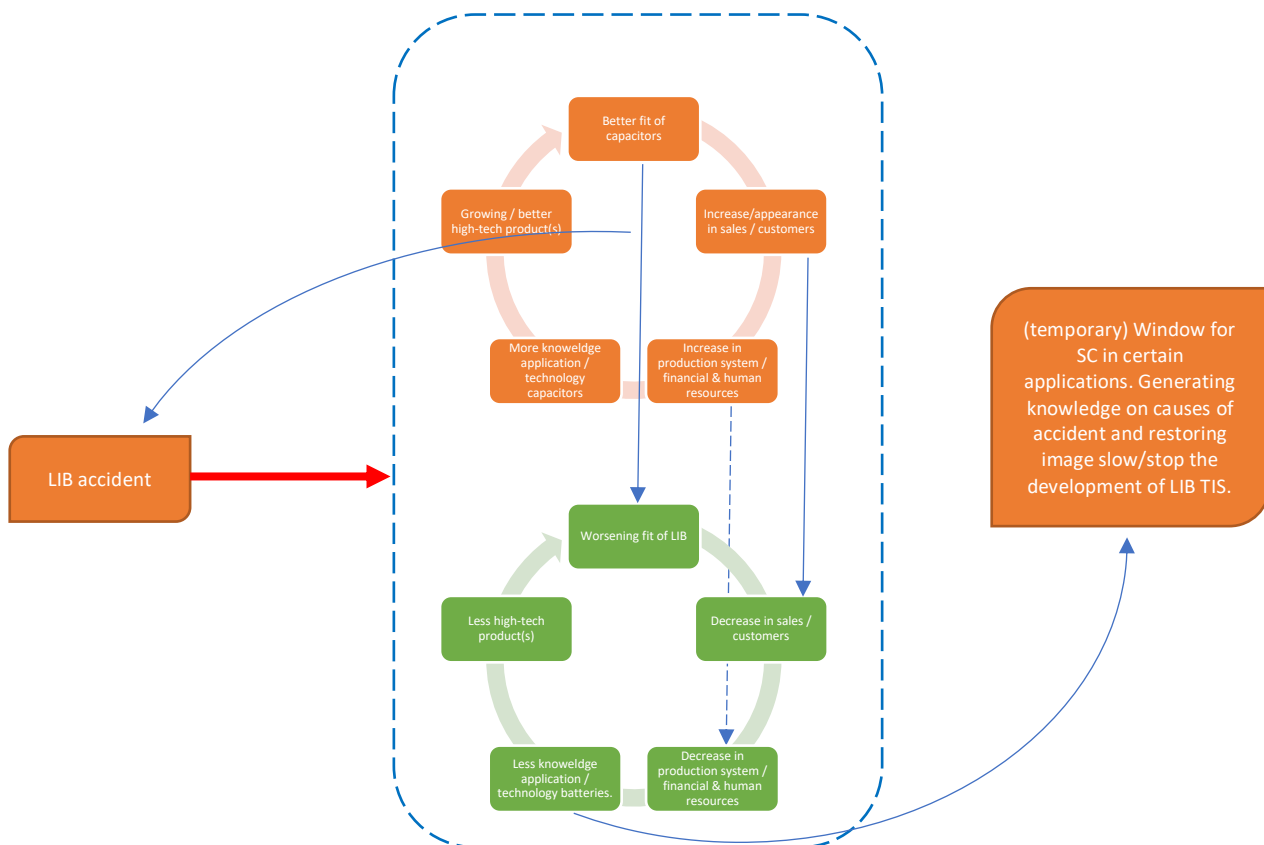 Better fit of
capacitors
Growing / better
high-tech product(s)
Increase/appearance
in sales / customers
More knoweldge
application /
technology
capacitors
Increase in
production system /
financial & human
resources
LIB accident
(temporary) Window for
SC in certain
applications. Generating
knowledge on causes of
accident and restoring
image slow/stop the
development of LIB TIS.
Worsening fit of LIB
Less high-tech
product(s)
Decrease in sales /
customers
Less knoweldge
application /
technology batteries.
Decrease in
production system /
financial & human
resources